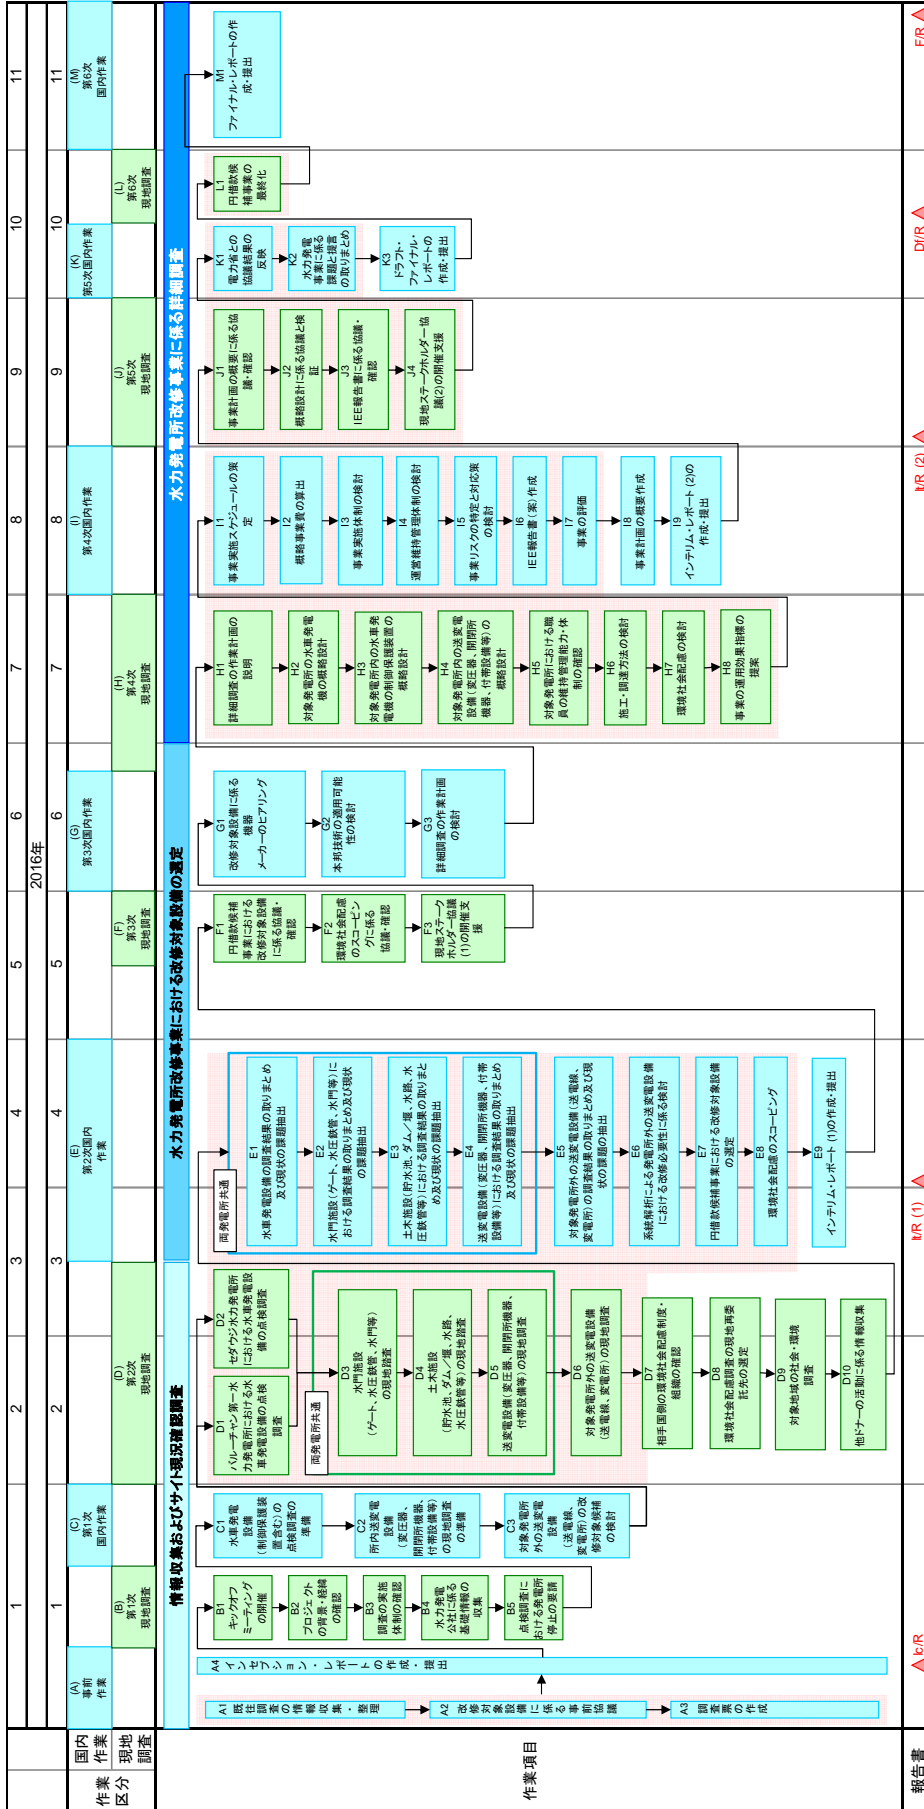 2016年
1
2
3
4
5
6
7
8
9
10
11
1
2
3
4
5
6
7
8
9
10
11
作業
区分
国内
作業
現地
調査
(A)
事前
作業
(B)
第1次
現地調査
(C)
第1次
国内作業
(D)
第2次
現地調査
(E)
第2次国内
作業
(F)
第3次
現地調査
(G)
第3次国内作業
(H)
第4次
現地調査
(I)
第4次国内作業
(J)
第5次
現地調査
(K)
第5次国内作業
(L)
第6次
現地調査
(M)
第6次
国内作業
情報収集およびサイト現況確認調査
水力発電所改修事業における改修対象設備の選定
水力発電所改修事業に係る詳細調査
作業項目
A1 既往調査の情報収集・整理
A2 改修対象設備に係る事前協議
A3 調査票の作成
A4 インセプション・レポートの作成・提出
B1
キックオフ
ミーティング
の開催
B2
プロジェクト
の背景・経緯
の確認
B3
調査の実施
体制の確認
B4
水力発電
公社に係る
基礎情報の
収集
B5
点検調査に
おける発電所
停止の要請
C1
水車発電
設備
(制御保護装
置含む)の
点検調査の
準備
C2
所内送変電
設備
(変圧器、
開閉所機器、
付帯設備等)
の現地調査
の準備
C3
対象発電所
外の送変電
設備
(送電線、
変電所)の改
修対象候補
の検討
D1
バルーチャン第一水
力発電所における水
車発電設備の点検
調査
D2
セダウジ水力発電所
における水車発電設
備の点検調査
両発電所共通
D3
水門施設
(ゲート、水圧鉄管、水門等)
の現地踏査
D4
土木施設
(貯水池、ダム/堰、水路、
水圧鉄管等)の現地踏査
D5
送変電設備(変圧器、開閉所機器、
付帯設備等)の現地調査
D6
対象発電所外の送変電設備
(送電線、変電所)の現地調査
D7
相手国側の環境社会配慮制度・
組織の確認
D8
環境社会配慮調査の現地再委
託先の選定
D9
対象地域の社会・環境
調査
D10
他ドナーの活動に係る情報収集
両発電所共通
E1
水車発電設備の調査結果の取りまとめ
及び現状の課題抽出
E2
水門施設(ゲート、水圧鉄管、水門等)に
おける調査結果の取りまとめ及び現状
の課題抽出
E3
土木施設(貯水池、ダム/堰、水路、水
圧鉄管等)における調査結果の取りまと
め及び現状の課題抽出
E4
送変電設備(変圧器、開閉所機器、付帯
設備等)における調査結果の取りまとめ
及び現状の課題抽出
E5
対象発電所外の送変電設備(送電線、
変電所)の調査結果の取りまとめ及び現
状の課題の抽出
E6
系統解析による発電所外の送変電設備
における改修必要性に係る検討
E7
円借款候補事業における改修対象設備
の選定
E8
環境社会配慮のスコーピング
E9
インテリム・レポート (1)の作成・提出
F1
円借款候補
事業における
改修対象設備
に係る協議・
確認
F2
環境社会配慮
のスコーピン
グに係る
協議・確認
F3
現地ステーク
ホルダー協議
(1)の開催支
援
G1
改修対象設備に係る
機器
メーカーのヒアリング
G2
本邦技術の適用可能
性の検討
G3
詳細調査の作業計画
の検討
H1
詳細調査の作業計画の
説明
H2
対象発電所の水車発電
機の概略設計
H3
対象発電所内の水車発
電機の制御保護装置の
概略設計
H4
対象発電所内の送変電
設備(変圧器、開閉所
機器、付帯設備等)の
概略設計
H5
対象発電所における職
員の維持管理能力・体
制の確認
H6
施工・調達方法の検討
H7
環境社会配慮の検討
H8
事業の運用効果指標の
提案
I1
事業実施スケジュールの策
定
I2
概略事業費の算出
I3
事業実施体制の検討
I4
運営維持管理体制の検討
I5
事業リスクの特定と対応策
の検討
I6
IEE報告書(案)作成
I7
事業の評価
I8
事業計画の概要作成
I9
インテリム・レポート (2)の
作成・提出
J1
事業計画の概要に係る協
議・確認
J2
概略設計に係る協議と検
証
J3
IEE報告書に係る協議・
確認
J4
現地ステークホルダー協
議(2)の開催支援
K1
電力省との
協議結果の
反映
K2
水力発電
事業に係る
課題と提言
の取りまとめ
K3
ドラフト・
ファイナル・
レポートの
作成・提出
L1
円借款候
補事業の
最終化
M1
ファイナル・レポートの作
成・提出
報告書
Ic/R
It/R (1)
It/R (2)
Df/R
F/R